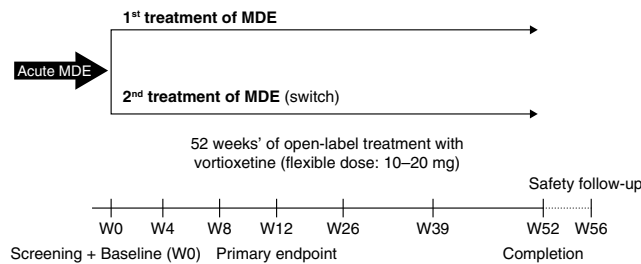 1st treatment of MDE
Acute MDE
2nd treatment of MDE (switch)
52 weeks' of open-label treatment with
vortioxetine (flexible dose: 10–20 mg)
Safety follow-up
W0 W4 W8 W12 W26 W39 W52 W56
Screening + Baseline (W0) Primary endpoint Completion